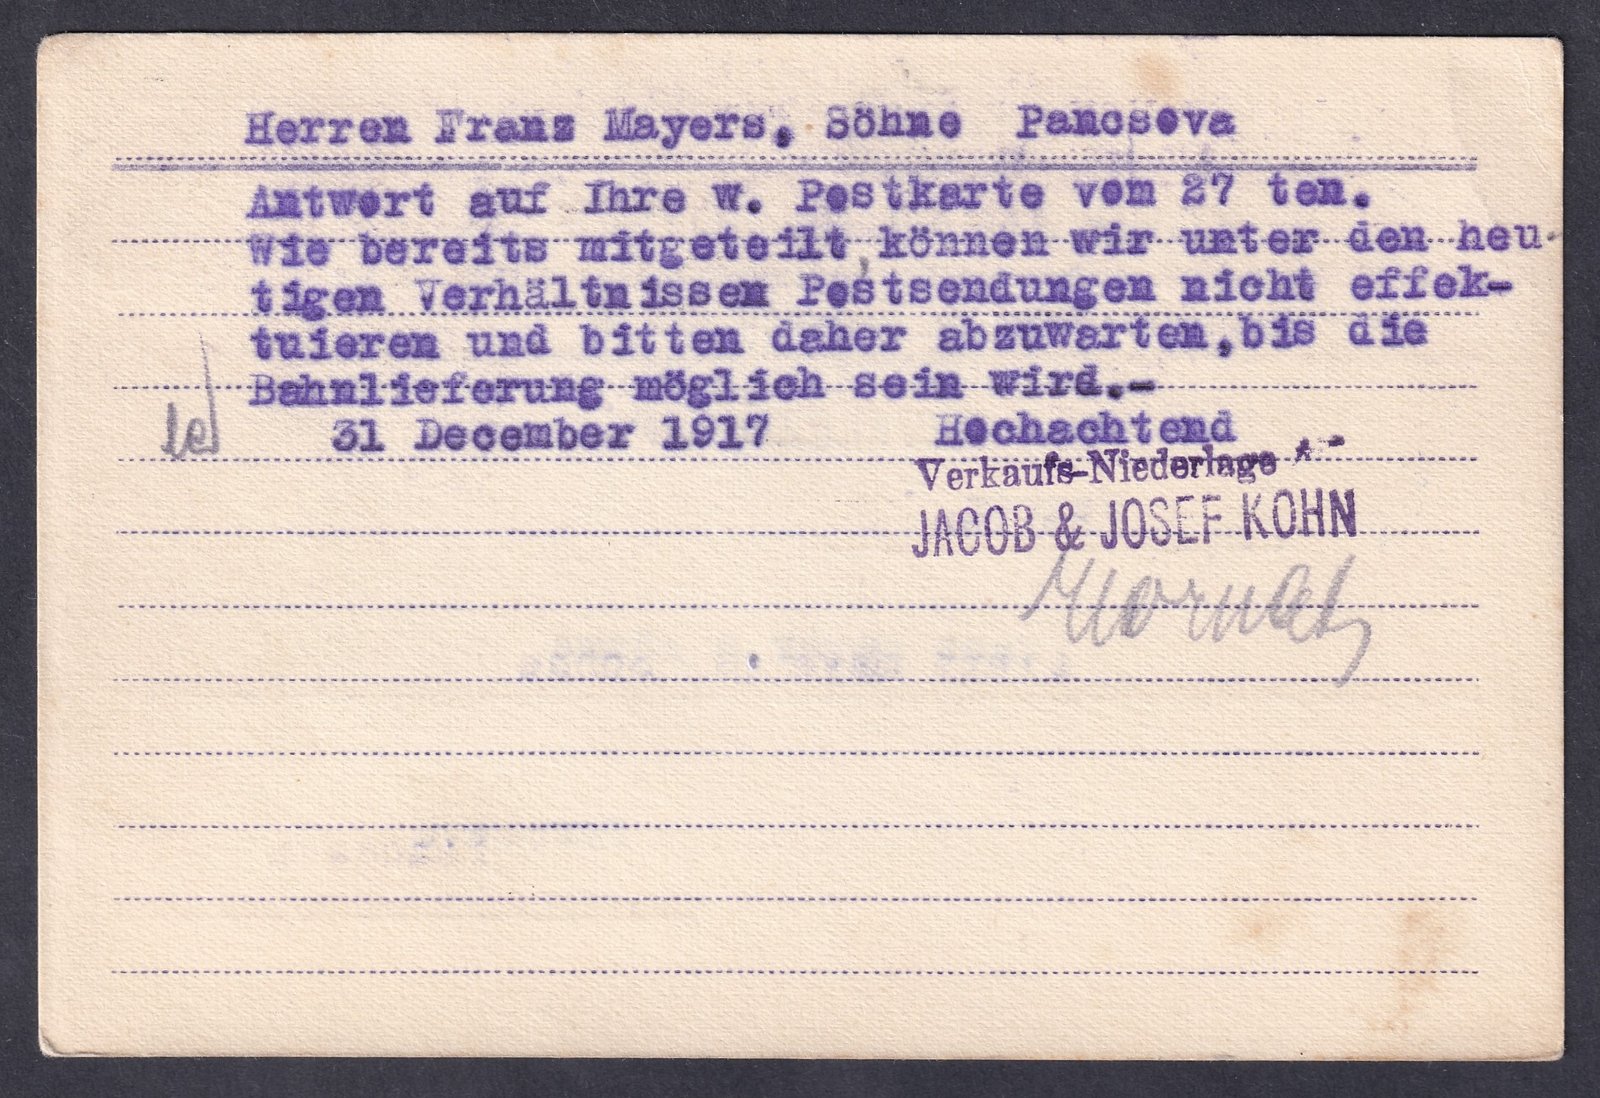 Herren Franz Mayers, Söhne Pancsova
Antwort auf Ihre w. Postkarte vom 27 ten.
Wie bereits mitgeteilt, können wir unter den heu-
tigen Verhältnissen Postsendungen nicht effek-
tuieren und bitten daher abzuwarten, bis die
Bahnlieferung möglich sein wird.-
31 December 1917 Hochachtend
Verkaufs-Niederlage
JACOB & JOSEF KOHN